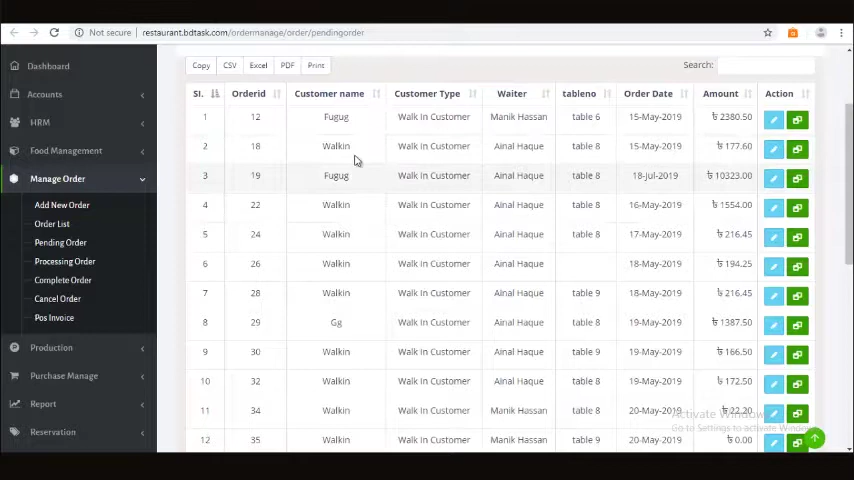 Not secure restaurant.bdtask.com/ordermanage/order/pendingorder
Dashboard
Accounts
HRM
Food Management
Manage Order
Add New Order
Order List
Pending Order
Processing Order
Complete Order
Cancel Order
Pos Invoice
Production
Purchase Manage
Report
Reservation
Copy CSV Excel PDF Print Search:
Sl. Orderid Customer name Customer Type Waiter tableno Order Date Amount Action
1 12 Fugug Walk In Customer Manik Hassan table 6 15-May-2019 ৳ 2380.50
2 18 Walkin Walk In Customer Ainal Haque table 8 15-May-2019 ৳ 177.60
3 19 Fugug Walk In Customer Ainal Haque table 8 18-Jul-2019 ৳ 10323.00
4 22 Walkin Walk In Customer Ainal Haque table 8 16-May-2019 ৳ 1554.00
5 24 Walkin Walk In Customer Ainal Haque table 8 17-May-2019 ৳ 216.45
6 26 Walkin Walk In Customer Ainal Haque 18-May-2019 ৳ 194.25
7 28 Walkin Walk In Customer Ainal Haque table 9 18-May-2019 ৳ 216.45
8 29 Gg Walk In Customer Ainal Haque table 8 19-May-2019 ৳ 1387.50
9 30 Walkin Walk In Customer Ainal Haque table 9 19-May-2019 ৳ 166.50
10 32 Walkin Walk In Customer Ainal Haque table 8 19-May-2019 ৳ 172.50
11 34 Walkin Walk In Customer Manik Hassan table 8 20-May-2019 ৳ 22.20
12 35 Walkin Walk In Customer Manik Hassan table 9 20-May-2019 ৳ 0.00
Activate Windows
Go to Settings to activate Windows.